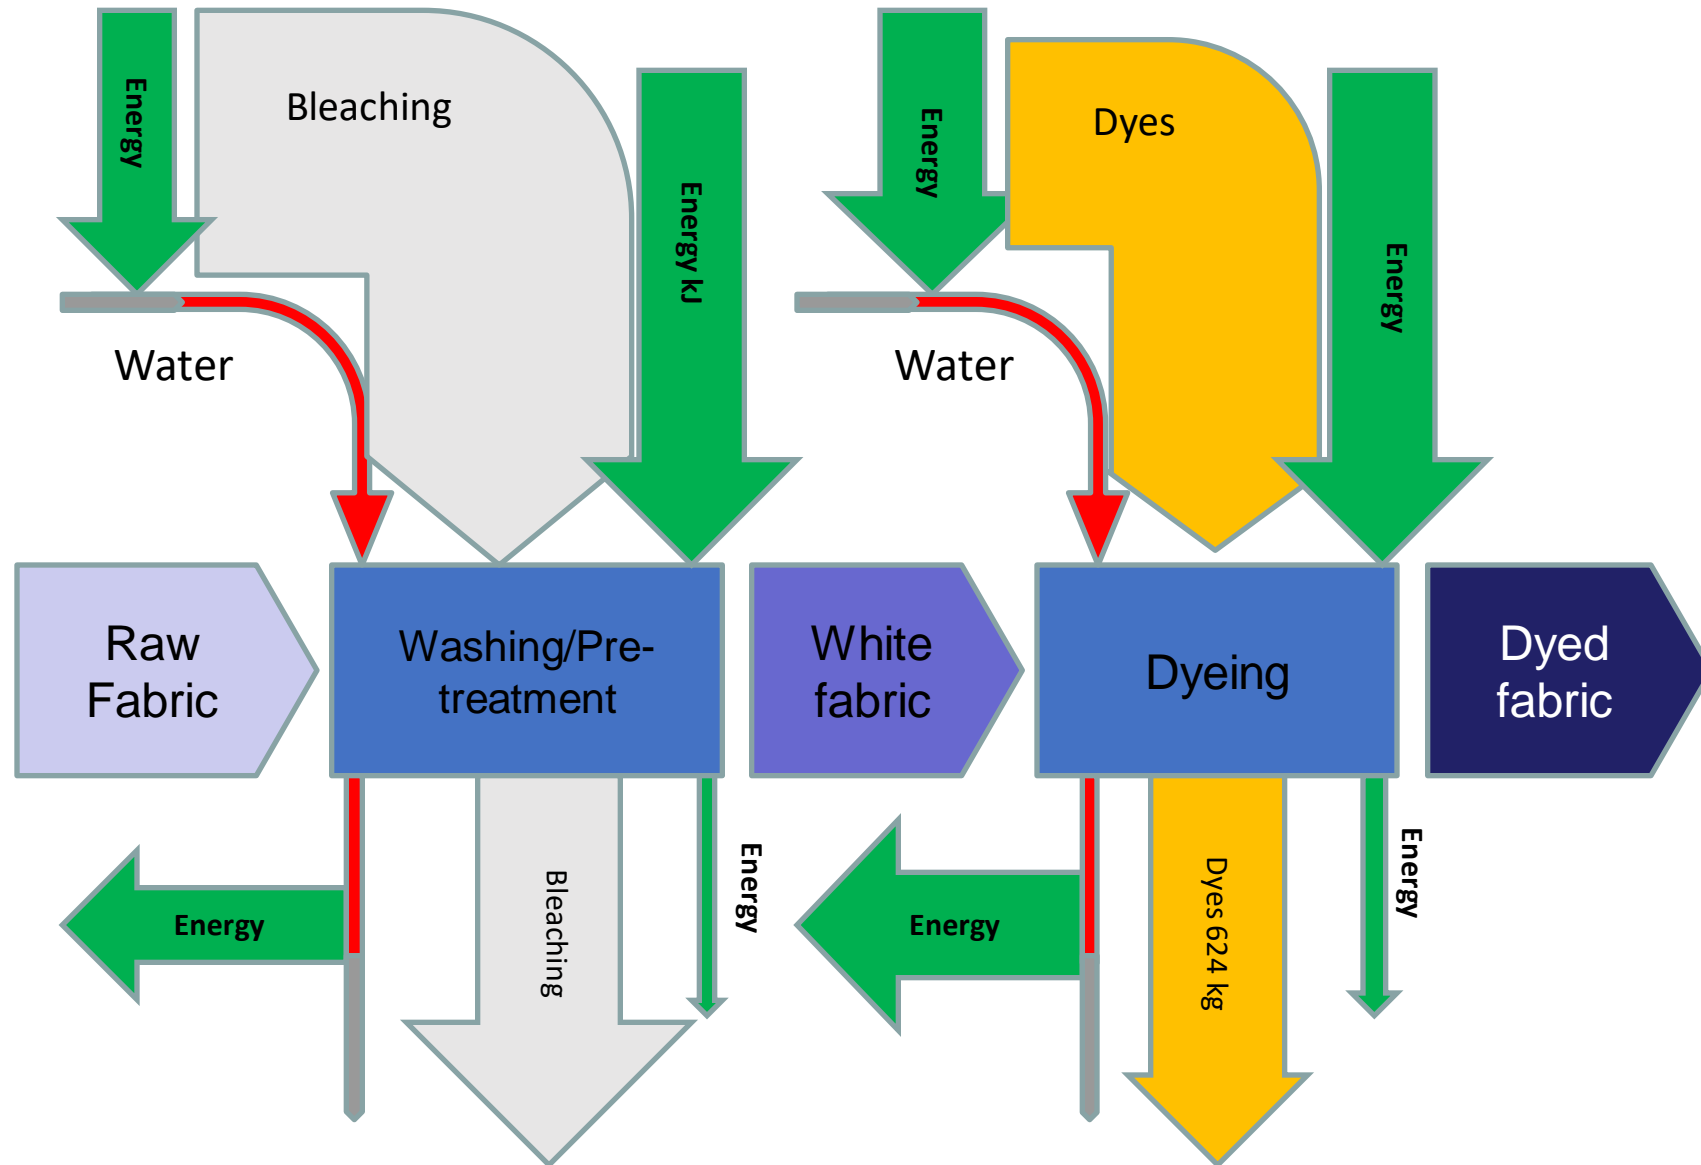 Energy
Bleaching
Energy kJ
Energy
Dyes
Energy
Water
Water
Raw
Fabric
Washing/Pre-
treatment
White
fabric
Dyeing
Dyed
fabric
Energy
Bleaching
Energy
Energy
Dyes 624 kg
Energy